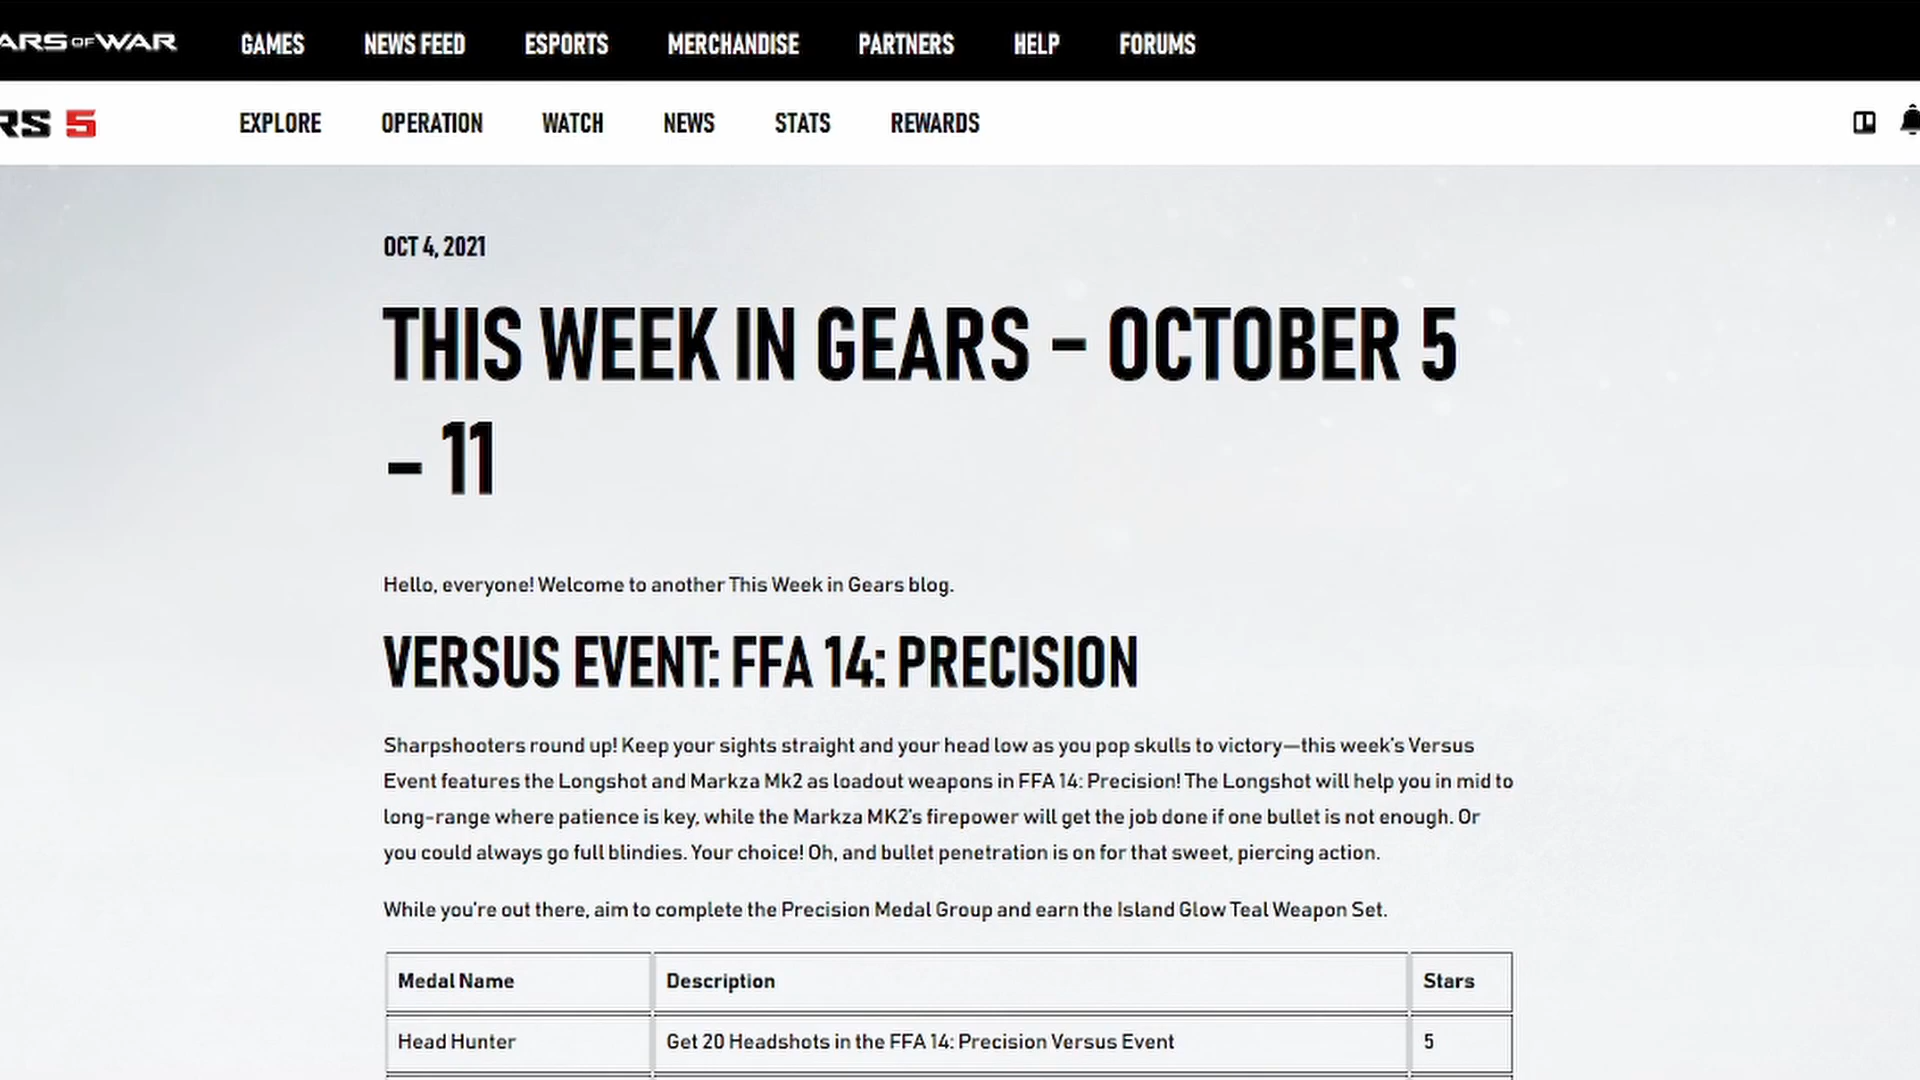 ARS OF WAR GAMES NEWS FEED ESPORTS MERCHANDISE PARTNERS HELP FORUMS
RS 5 EXPLORE OPERATION WATCH NEWS STATS REWARDS
OCT 4, 2021
THIS WEEK IN GEARS – OCTOBER 5
– 11
Hello, everyone! Welcome to another This Week in Gears blog.
VERSUS EVENT: FFA 14: PRECISION
Sharpshooters round up! Keep your sights straight and your head low as you pop skulls to victory—this week's Versus
Event features the Longshot and Markza Mk2 as loadout weapons in FFA 14: Precision! The Longshot will help you in mid to
long-range where patience is key, while the Markza MK2's firepower will get the job done if one bullet is not enough. Or
you could always go full blindies. Your choice! Oh, and bullet penetration is on for that sweet, piercing action.
While you're out there, aim to complete the Precision Medal Group and earn the Island Glow Teal Weapon Set.
Medal Name Description Stars
Head Hunter Get 20 Headshots in the FFA 14: Precision Versus Event 5